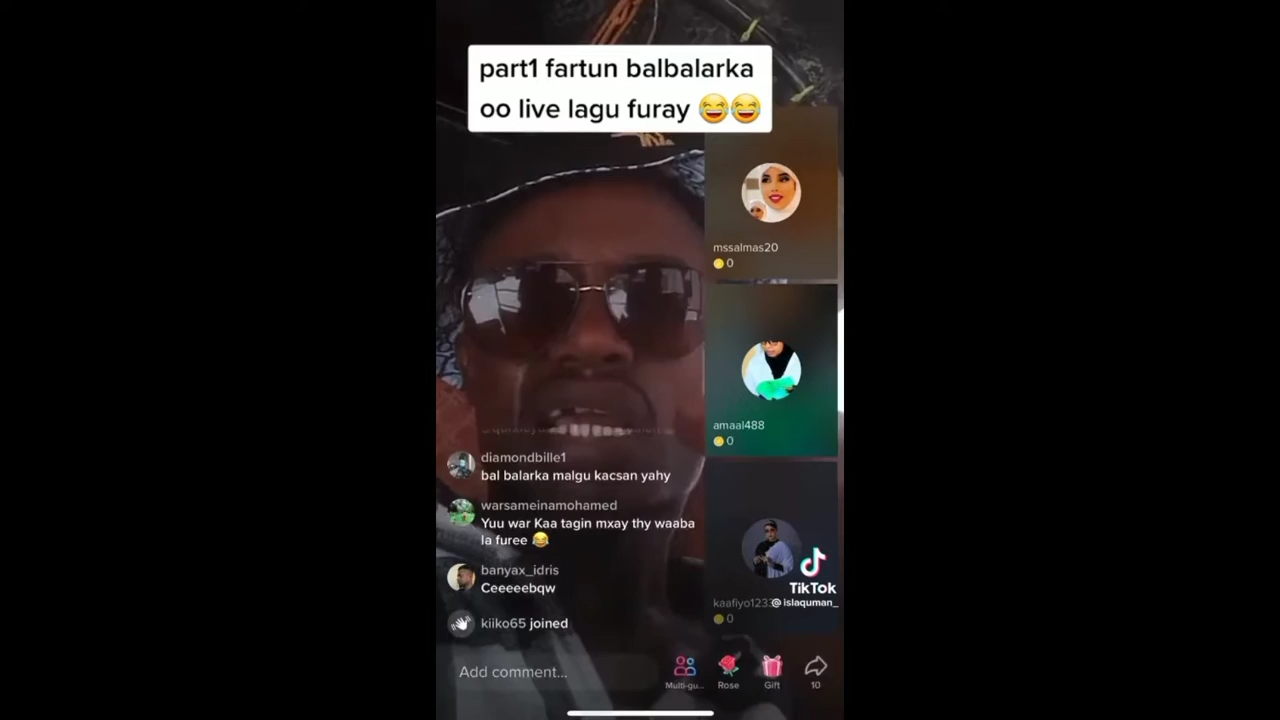 part1 fartun balbalarka
oo live lagu furay 😂😂
mssalmas20
0
amaal488
0
diamondbille1
bal balarka malgu kacsan yahy
warsameinamohamed
Yuu war Kaa tagin mxay thy waaba
la furee 😂
banyax_idris
Ceeeeebqw
kiiko65 joined
TikTok
@islaquman_
0
Add comment...
Multi-gu...
Rose
Gift
10